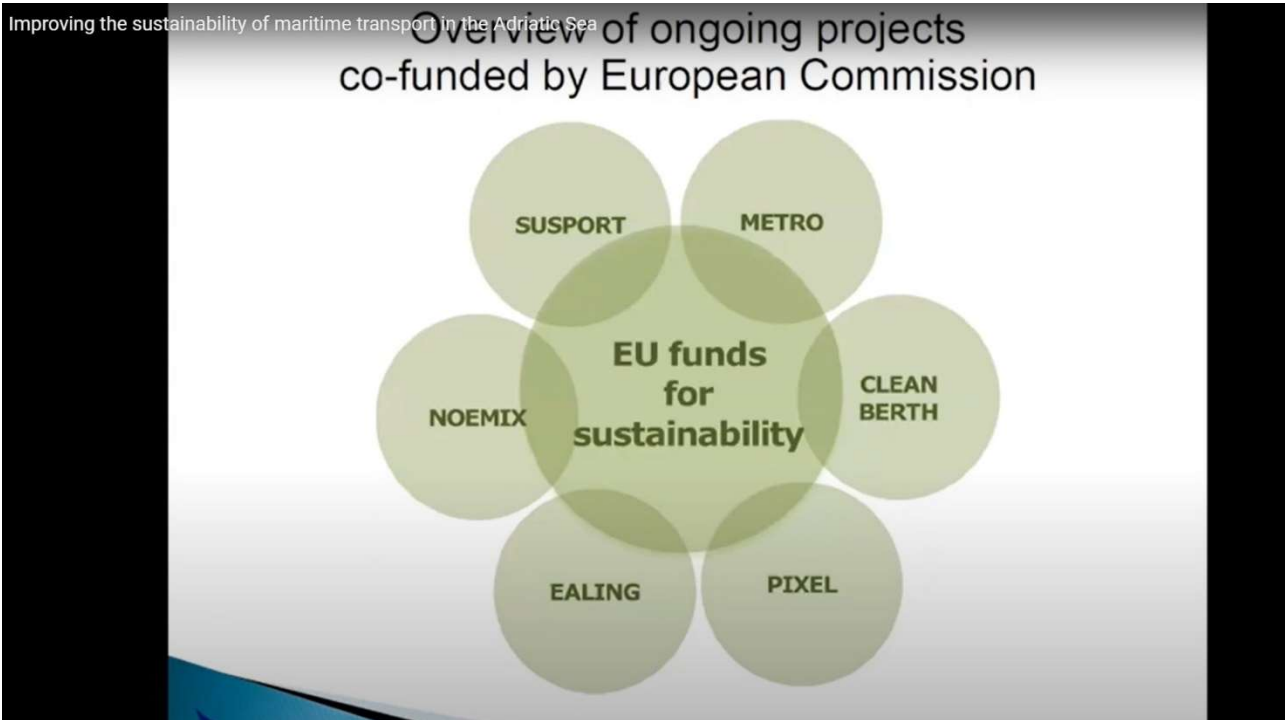 Improving the sustainability of maritime transport in the Adriatic Sea
Overview of ongoing projects
co-funded by European Commission
SUSPORT
METRO
EU funds
for
sustainability
CLEAN
BERTH
NOEMIX
EALING
PIXEL